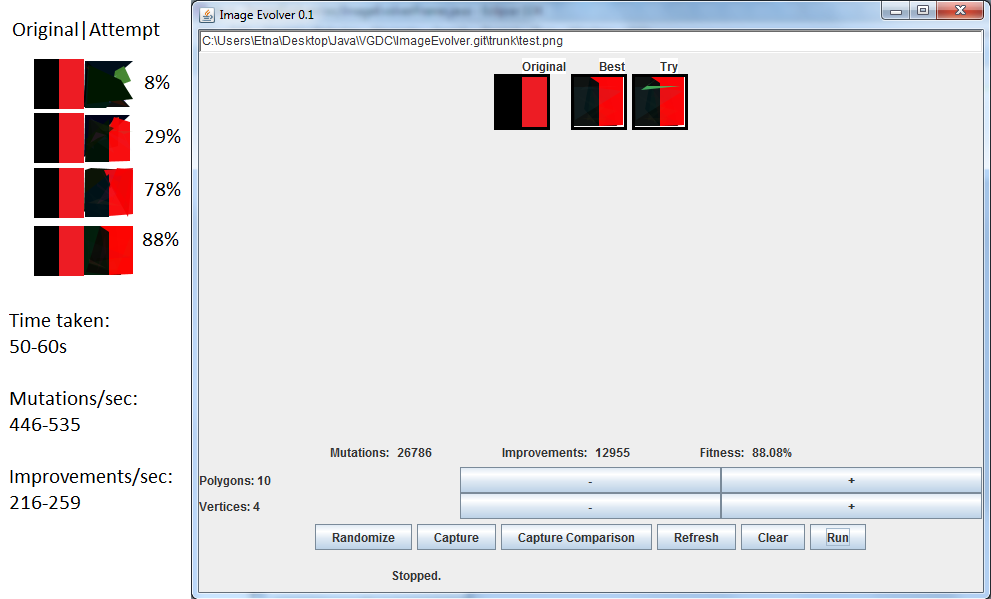 Original|Attempt
8%
29%
78%
88%
Time taken:
50-60s
Mutations/sec:
446-535
Improvements/sec:
216-259
Image Evolver 0.1
C:\Users\Etna\Desktop\Java\VGDC\ImageEvolver.git\trunk\test.png
Original Best Try
Mutations: 26786 Improvements: 12955 Fitness: 88.08%
Polygons: 10 - +
Vertices: 4 - +
Randomize Capture Capture Comparison Refresh Clear Run
Stopped.